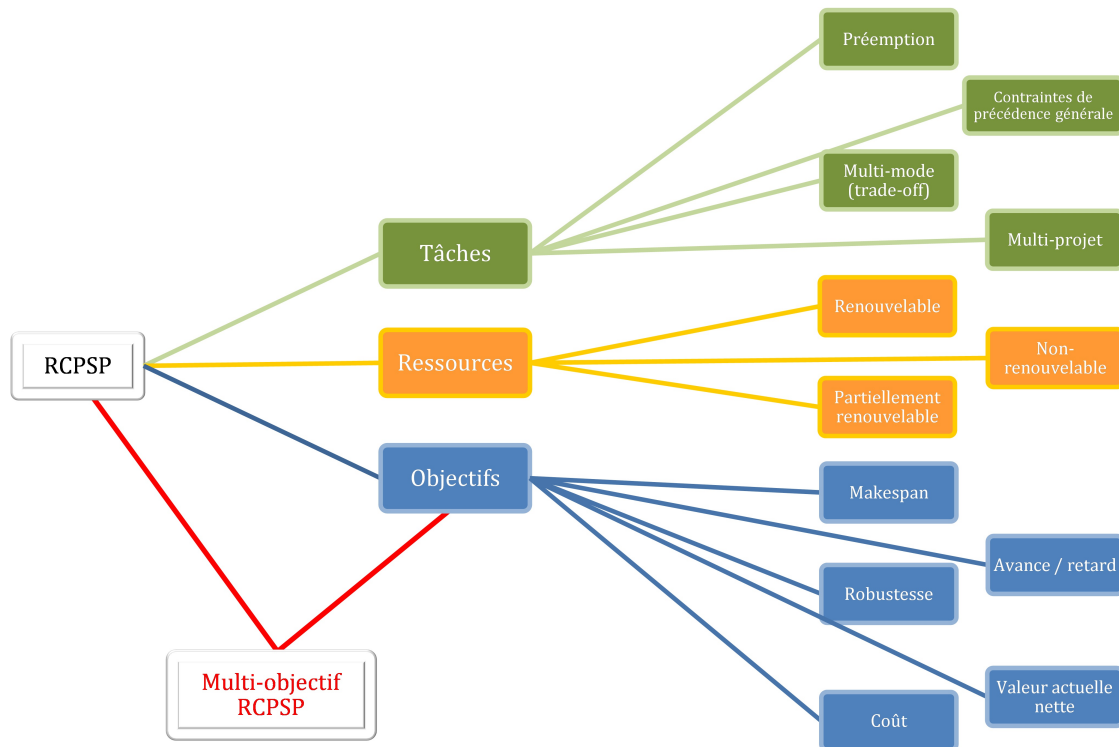 Préemption
Contraintes de
précédence générale
Multi-mode
(trade-off)
Tâches
Multi-projet
Renouvelable
RCPSP
Ressources
Non-
renouvelable
Partiellement
renouvelable
Objectifs
Makespan
Avance / retard
Robustesse
Multi-objectif
RCPSP
Valeur actuelle
nette
Coût